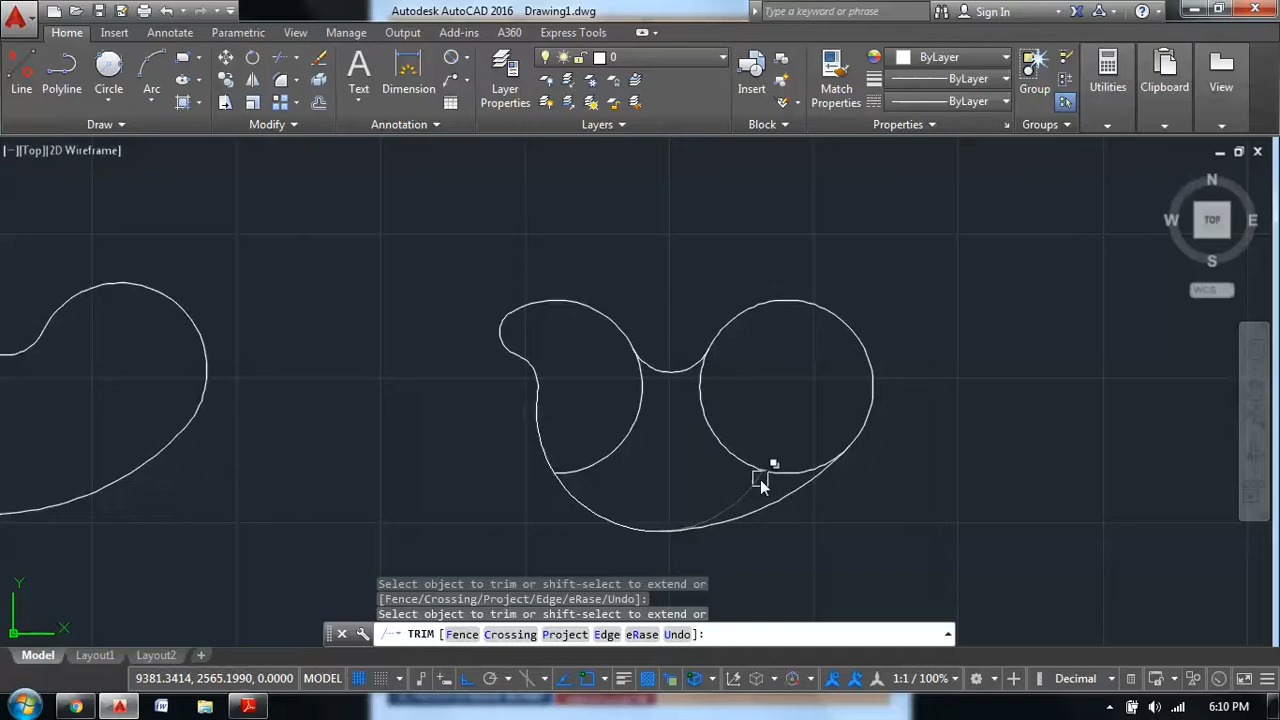 Autodesk AutoCAD 2016 Drawing1.dwg
Type a keyword or phrase
Sign In
Home Insert Annotate Parametric View Manage Output Add-ins A360 Express Tools
0
ByLayer
ByLayer
ByLayer
Line Polyline Circle Arc
Text Dimension
Layer Properties
Insert
Match Properties
Group
Utilities
Clipboard
View
Draw Modify Annotation Layers Block Properties Groups
[−][Top][2D Wireframe]
N
W TOP E
S
WCS
Y
X
Select object to trim or shift-select to extend or
[Fence/Crossing/Project/Edge/eRase/Undo]:
Select object to trim or shift-select to extend or
TRIM [Fence Crossing Project Edge eRase Undo]:
Model Layout1 Layout2 +
9381.3414, 2565.1990, 0.0000 MODEL 1:1 / 100% Decimal
6:10 PM